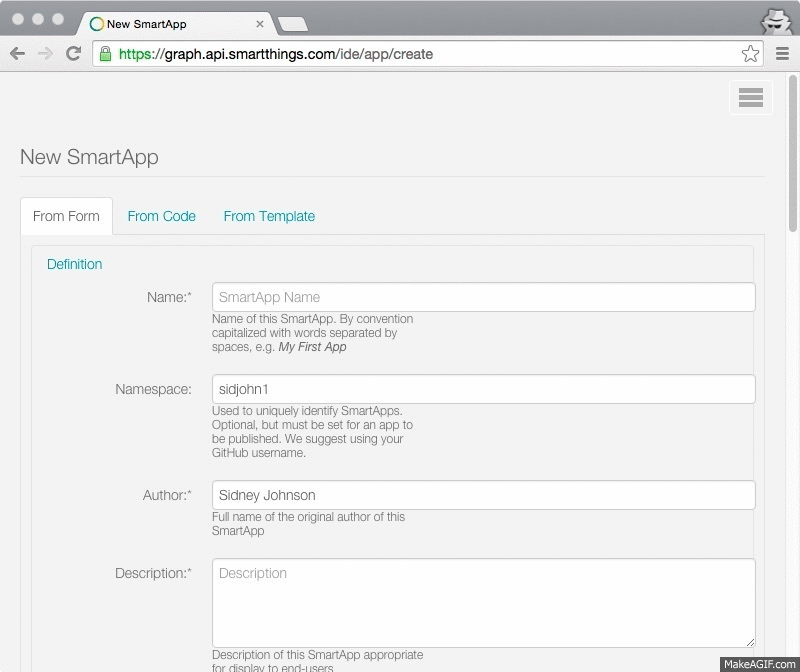 New SmartApp
https://graph.api.smartthings.com/ide/app/create
New SmartApp
From Form From Code From Template
Definition
Name:* SmartApp Name
Name of this SmartApp. By convention
capitalized with words separated by
spaces, e.g. My First App
Namespace: sidjohn1
Used to uniquely identify SmartApps.
Optional, but must be set for an app to
be published. We suggest using your
GitHub username.
Author:* Sidney Johnson
Full name of the original author of this
SmartApp
Description:* Description
Description of this SmartApp appropriate
for display to end-users
MakeAGIF.com